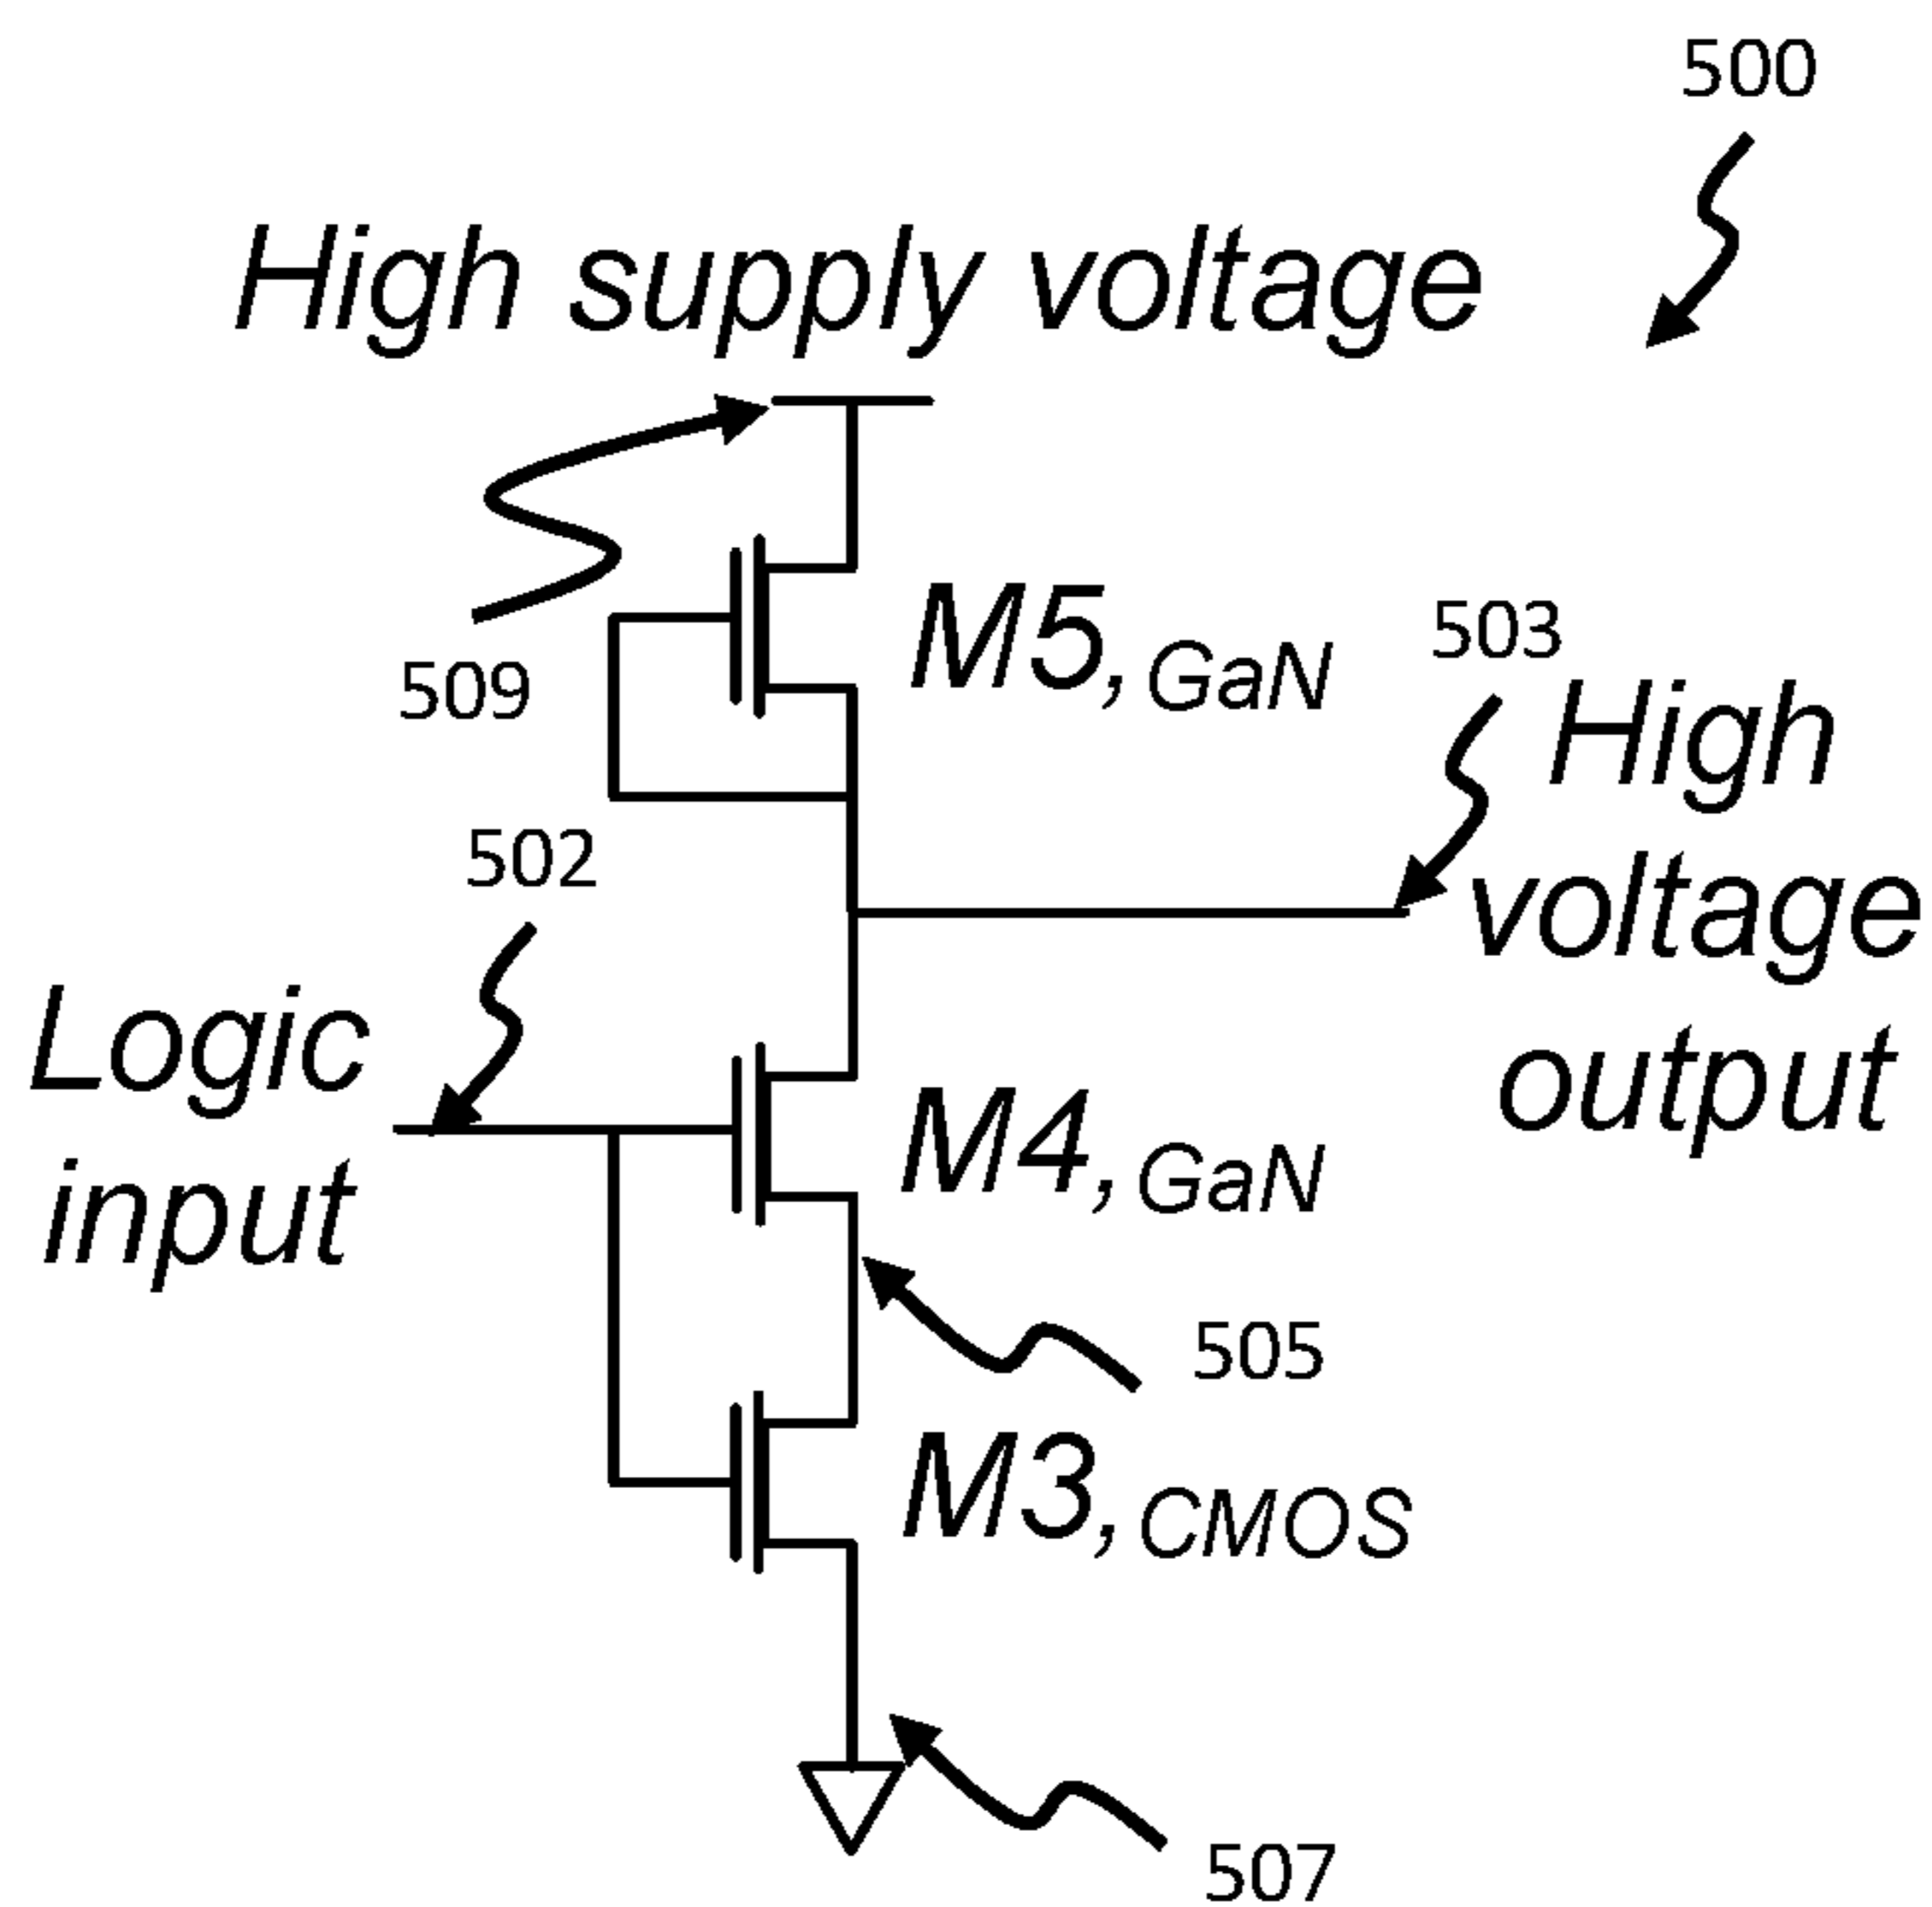 500
High supply voltage
M5,GaN
503
509
High
voltage
output
502
Logic
input
M4,GaN
505
M3,CMOS
507